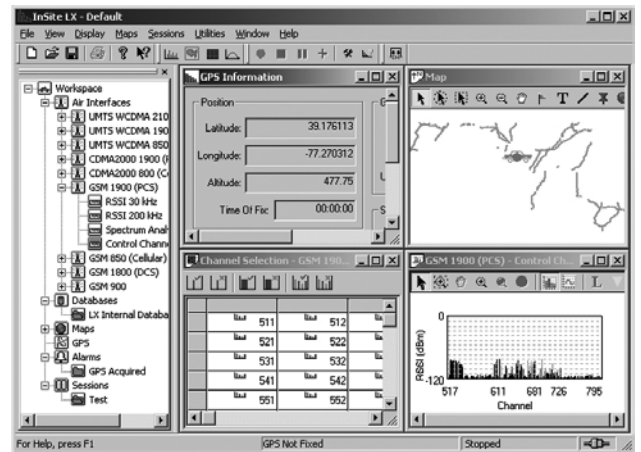 InSite LX - Default
File View Display Maps Sessions Utilities Window Help
Workspace
Air Interfaces
UMTS WCDMA 210
UMTS WCDMA 190
UMTS WCDMA 850
CDMA2000 1900 (F
CDMA2000 800 (Ce
GSM 1900 (PCS)
RSSI 30 kHz
RSSI 200 kHz
Spectrum Anal
Control Channe
GSM 850 (Cellular)
GSM 1800 (DCS)
GSM 900
Databases
LX Internal Databa
Maps
GPS
Alarms
GPS Acquired
Sessions
Test
GPS Information
Position
Latitude: 39.176113
Longitude: -77.270312
Altitude: 477.75
Time Of Fix: 00:00:00
Map
T
Channel Selection - GSM 190...
511 512
521 522
531 532
541 542
551 552
GSM 1900 (PCS) - Control Ch...
L
RSSI (dBm)
0
-120
517 611 681 726 795
Channel
For Help, press F1
GPS Not Fixed
Stopped